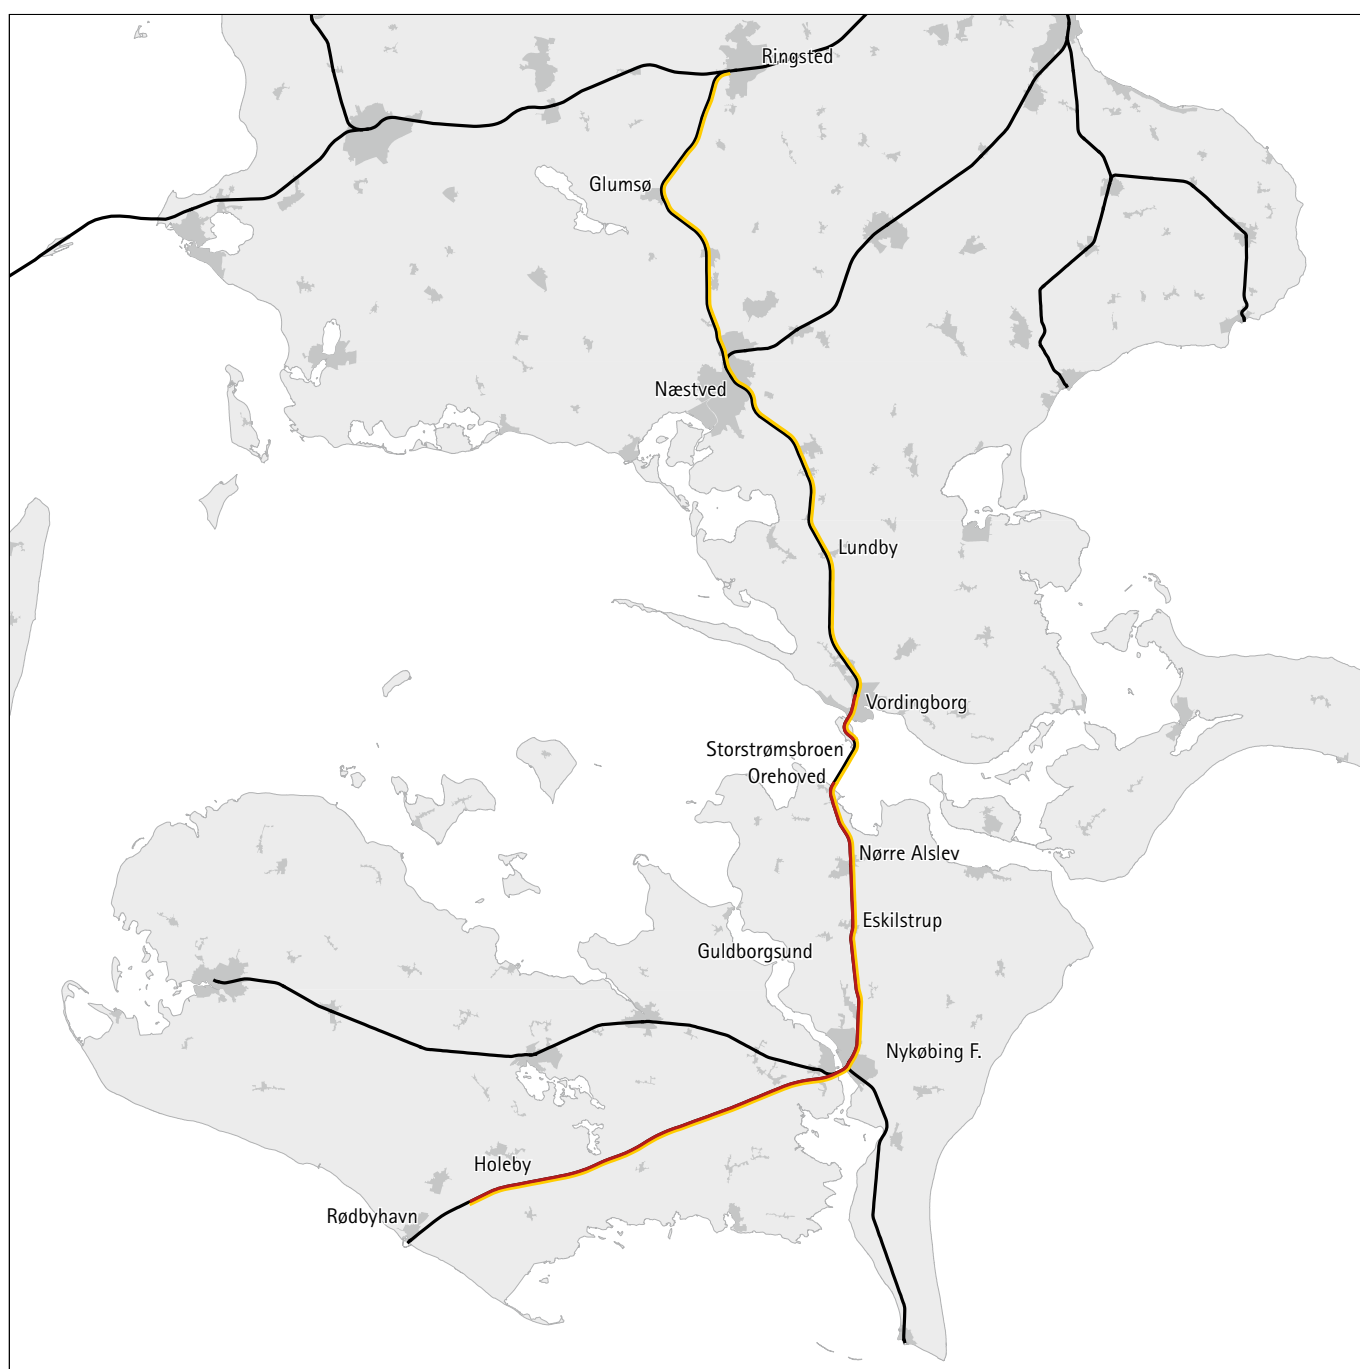 Ringsted
Glumsø
Næstved
Lundby
Vordingborg
Storstrømsbroen
Orehoved
Nørre Alslev
Eskilstrup
Guldborgsund
Nykøbing F.
Holeby
Rødbyhavn